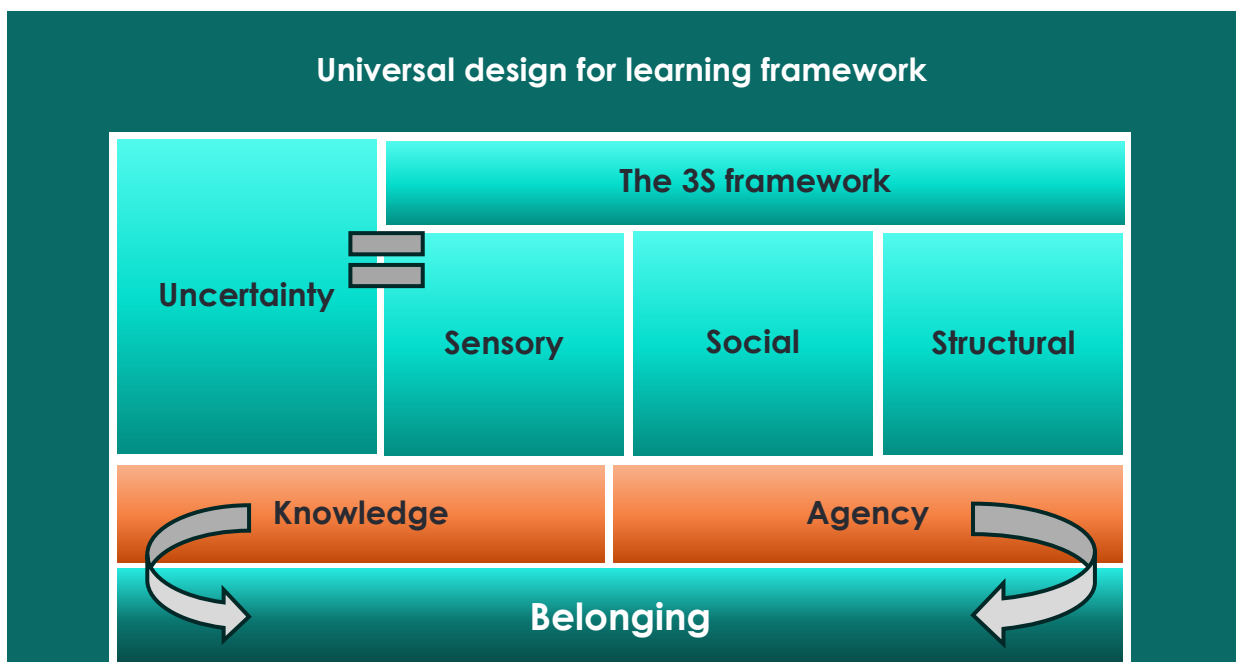 Universal design for learning framework
The 3S framework
Uncertainty
Sensory
Social
Structural
Knowledge
Agency
Belonging